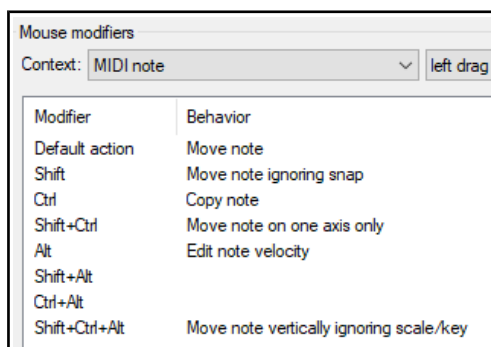 Mouse modifiers
Context: MIDI note left drag
Modifier Behavior
Default action Move note
Shift Move note ignoring snap
Ctrl Copy note
Shift+Ctrl Move note on one axis only
Alt Edit note velocity
Shift+Alt
Ctrl+Alt
Shift+Ctrl+Alt Move note vertically ignoring scale/key